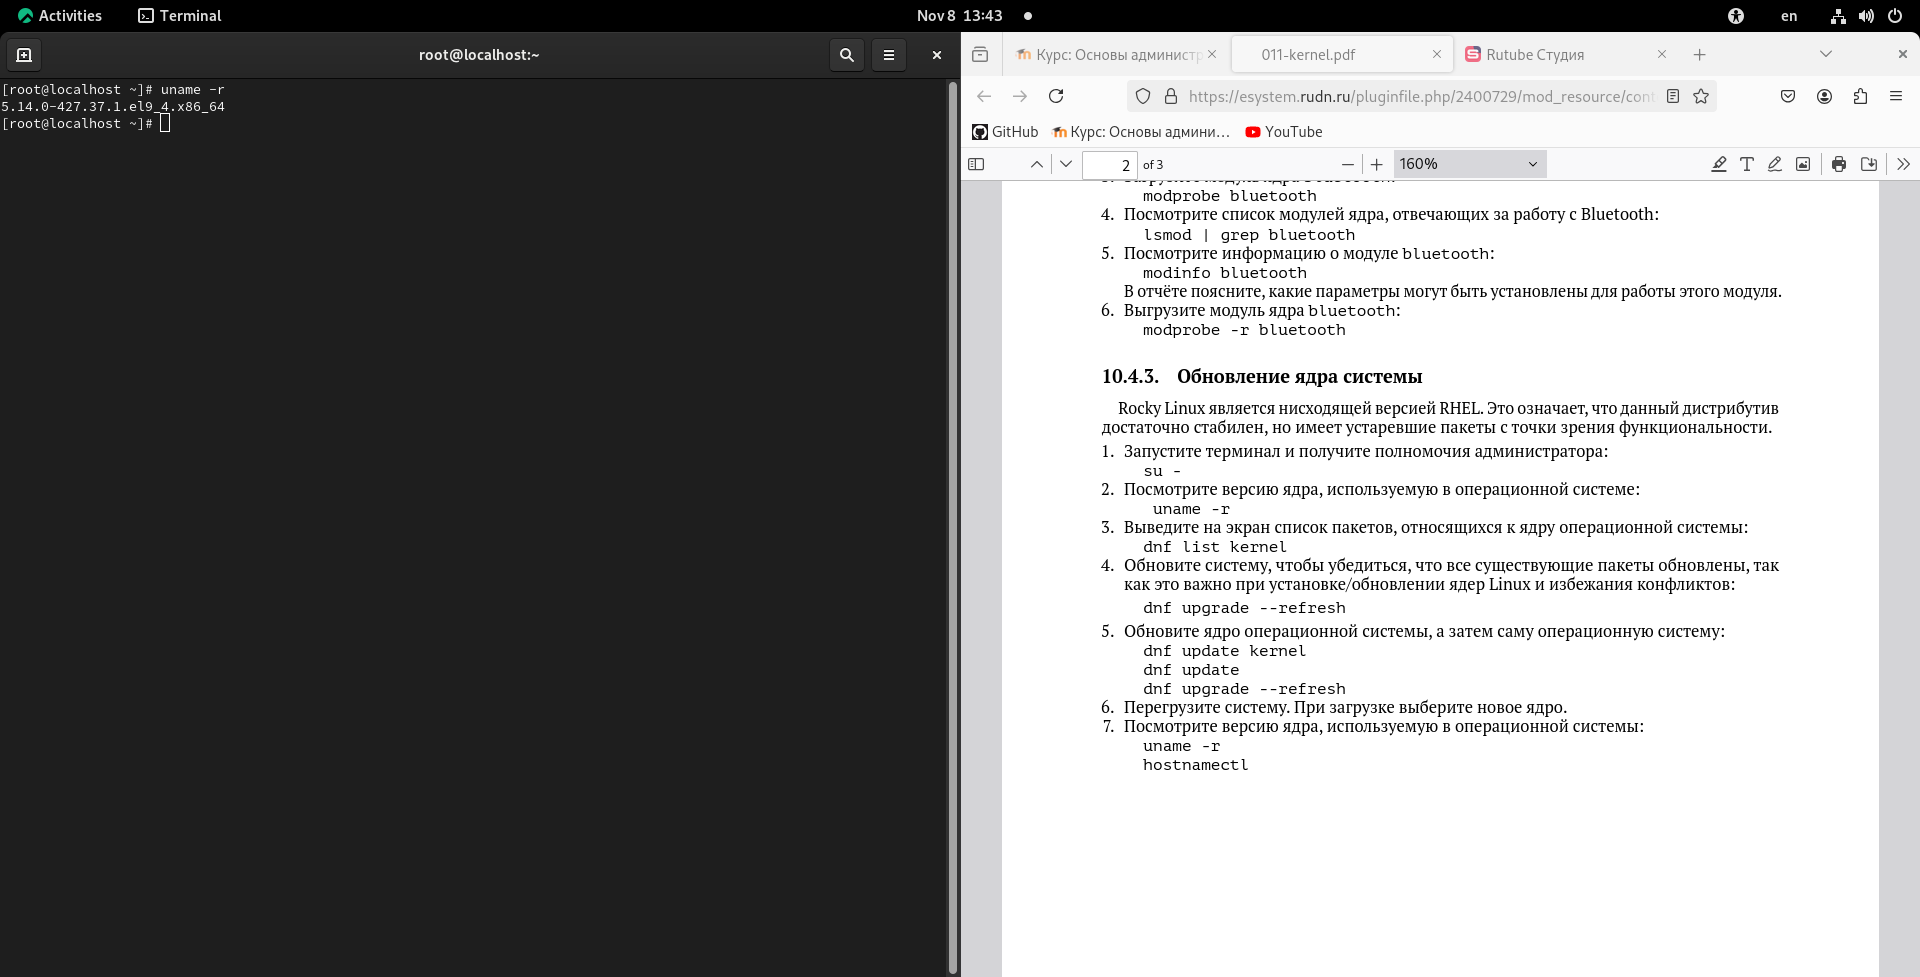 Activities
Terminal
Nov 8 13:43
en
root@localhost:~
[root@localhost ~]# uname -r
5.14.0-427.37.1.el9_4.x86_64
[root@localhost ~]#
Курс: Основы администр
011-kernel.pdf
Rutube Студия
https://esystem.rudn.ru/pluginfile.php/2400729/mod_resource/cont
GitHub
Курс: Основы админи…
YouTube
2 of 3
160%
modprobe bluetooth
4. Посмотрите список модулей ядра, отвечающих за работу с Bluetooth:
lsmod | grep bluetooth
5. Посмотрите информацию о модуле bluetooth:
modinfo bluetooth
В отчёте поясните, какие параметры могут быть установлены для работы этого модуля.
6. Выгрузите модуль ядра bluetooth:
modprobe -r bluetooth
10.4.3. Обновление ядра системы
Rocky Linux является нисходящей версией RHEL. Это означает, что данный дистрибутив
достаточно стабилен, но имеет устаревшие пакеты с точки зрения функциональности.
1. Запустите терминал и получите полномочия администратора:
su -
2. Посмотрите версию ядра, используемую в операционной системе:
uname -r
3. Выведите на экран список пакетов, относящихся к ядру операционной системы:
dnf list kernel
4. Обновите систему, чтобы убедиться, что все существующие пакеты обновлены, так
как это важно при установке/обновлении ядер Linux и избежания конфликтов:
dnf upgrade --refresh
5. Обновите ядро операционной системы, а затем саму операционную систему:
dnf update kernel
dnf update
dnf upgrade --refresh
6. Перегрузите систему. При загрузке выберите новое ядро.
7. Посмотрите версию ядра, используемую в операционной системы:
uname -r
hostnamectl